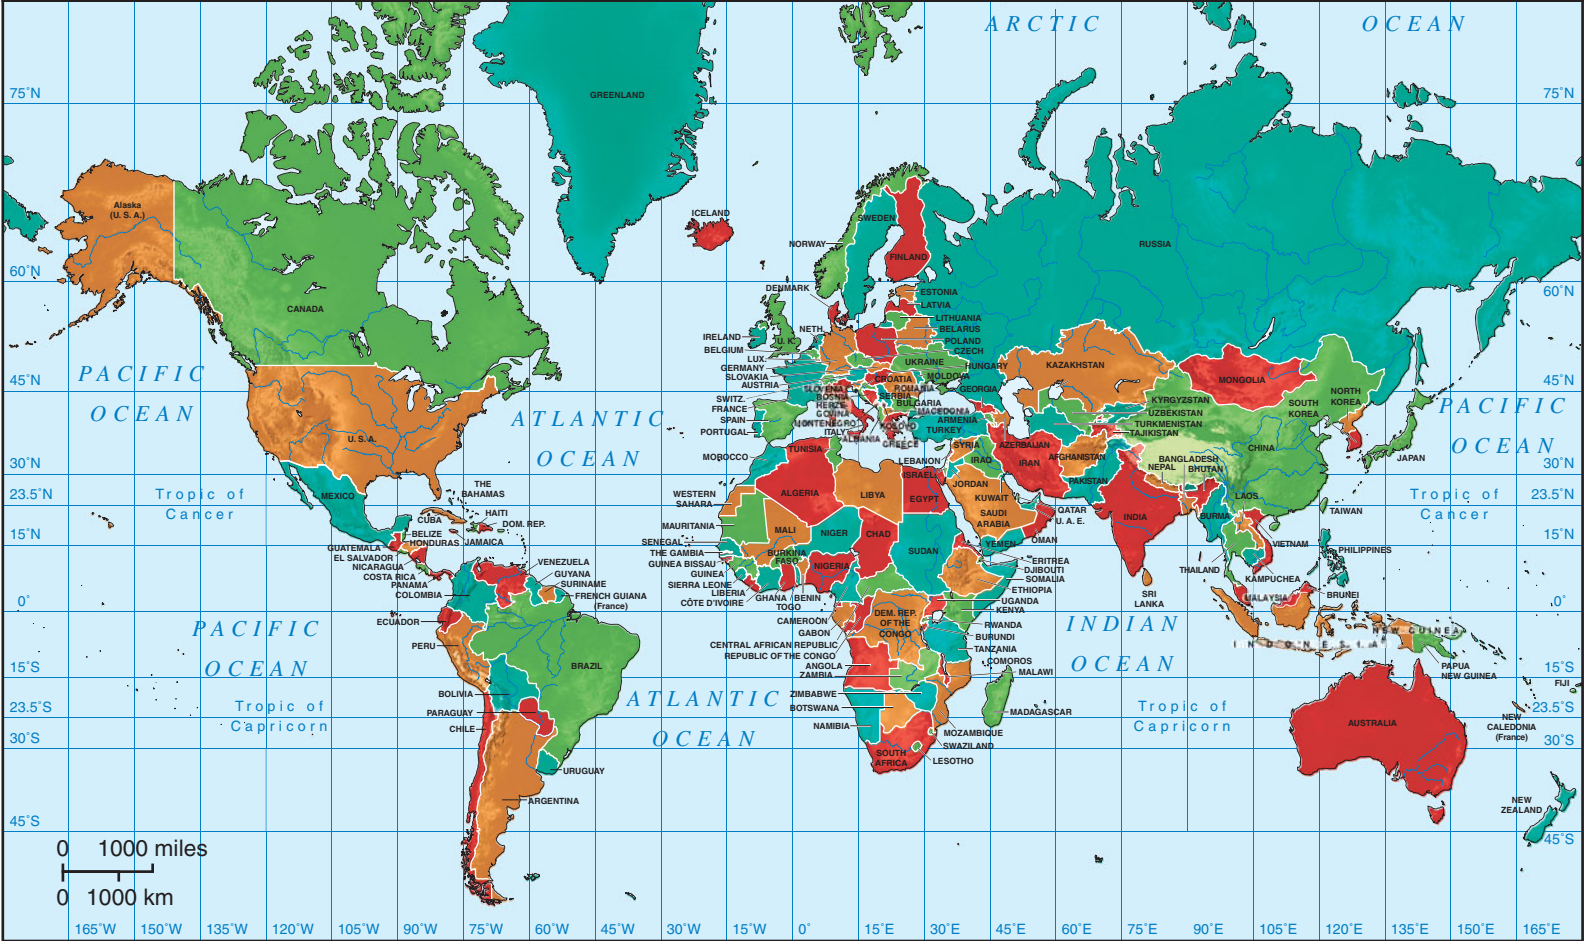 ARCTIC OCEAN
75°N
75°N
GREENLAND
Alaska
(U. S. A.)
ICELAND
SWEDEN
NORWAY
RUSSIA
FINLAND
60°N
60°N
DENMARK
ESTONIA
LATVIA
CANADA
LITHUANIA
BELARUS
IRELAND
U. K.
NETH.
POLAND
BELGIUM
CZECH
LUX.
UKRAINE
HUNGARY
KAZAKHSTAN
GERMANY
SLOVAKIA
MOLDOVA
AUSTRIA
CROATIA
ROMANIA
GEORGIA
MONGOLIA
PACIFIC
OCEAN
45°N
45°N
SLOVENIA
BOSNIA
HERZE
GOVINA
SERBIA
BULGARIA
SWITZ.
FRANCE
MACEDONIA
KYRGYZSTAN
UZBEKISTAN
TURKMENISTAN
TAJIKISTAN
NORTH
KOREA
SOUTH
KOREA
PACIFIC
OCEAN
SPAIN
MONTENEGRO
KOSOVO
ARMENIA
TURKEY
PORTUGAL
ITALY
ALMANIA
GREECE
U.S.A.
ATLANTIC
OCEAN
TUNISIA
SYRIA
AZERBALIAN
CHINA
JAPAN
MOROCCO
LEBANON
IRAQ
IRAN
AFGHANISTAN
BANGLADESH
NEPAL
BHUTAN
30°N
30°N
ISRAEL
JORDAN
PAKISTAN
Tropic of
Cancer
23.5°N
23.5°N
Tropic of
Cancer
MEXICO
THE
BAHAMAS
WESTERN
SAHARA
ALGERIA
LIBYA
EGYPT
KUWAIT
SAUDI
ARABIA
QATAR
U. A. E.
INDIA
LAOS
BURMA
TAIWAN
CUBA
HAITI
DOM. REP.
BELIZE
HONDURAS
JAMAICA
MAURITANIA
MALI
NIGER
CHAD
SUDAN
YEMEN
OMAN
VIETNAM
PHILIPPINES
15°N
15°N
GUATEMALA
EL SALVADOR
NICARAGUA
COSTA RICA
PANAMA
COLOMBIA
VENEZUELA
GUYANA
SURINAME
FRENCH GUIANA
(France)
SENEGAL
THE GAMBIA
GUINEA BISSAU
GUINEA
SIERRA LEONE
LIBERIA
CÔTE D'IVOIRE
BURKINA
FASO
NIGERIA
GHANA
BENIN
TOGO
ERITREA
DJIBOUTI
SOMALIA
ETHIOPIA
UGANDA
KENYA
THAILAND
KAMPUCHEA
SRI
LANKA
MALAYSIA
BRUNEI
0°
0°
ECUADOR
CAMEROON
GABON
DEM. REP.
OF THE
CONGO
RWANDA
BURUNDI
TANZANIA
INDIAN
OCEAN
NEW GUINEA
INDONESIA
PACIFIC
OCEAN
PERU
BRAZIL
CENTRAL AFRICAN REPUBLIC
REPUBLIC OF THE CONGO
ANGOLA
ZAMBIA
COMOROS
MALAWI
PAPUA
NEW GUINEA
15°S
15°S
BOLIVIA
ZIMBABWE
BOTSWANA
FIJI
ATLANTIC
OCEAN
Tropic of
Capricorn
23.5°S
23.5°S
Tropic of
Capricorn
PARAGUAY
CHILE
NAMIBIA
MADAGASCAR
AUSTRALIA
NEW
CALEDONIA
(France)
MOZAMBIQUE
SWAZILAND
30°S
30°S
SOUTH
AFRICA
LESOTHO
URUGUAY
ARGENTINA
NEW
ZEALAND
45°S
45°S
0 1000 miles
0 1000 km
165°W 150°W 135°W 120°W 105°W 90°W 75°W 60°W 45°W 30°W 15°W 0° 15°E 30°E 45°E 60°E 75°E 90°E 105°E 120°E 135°E 150°E 165°E